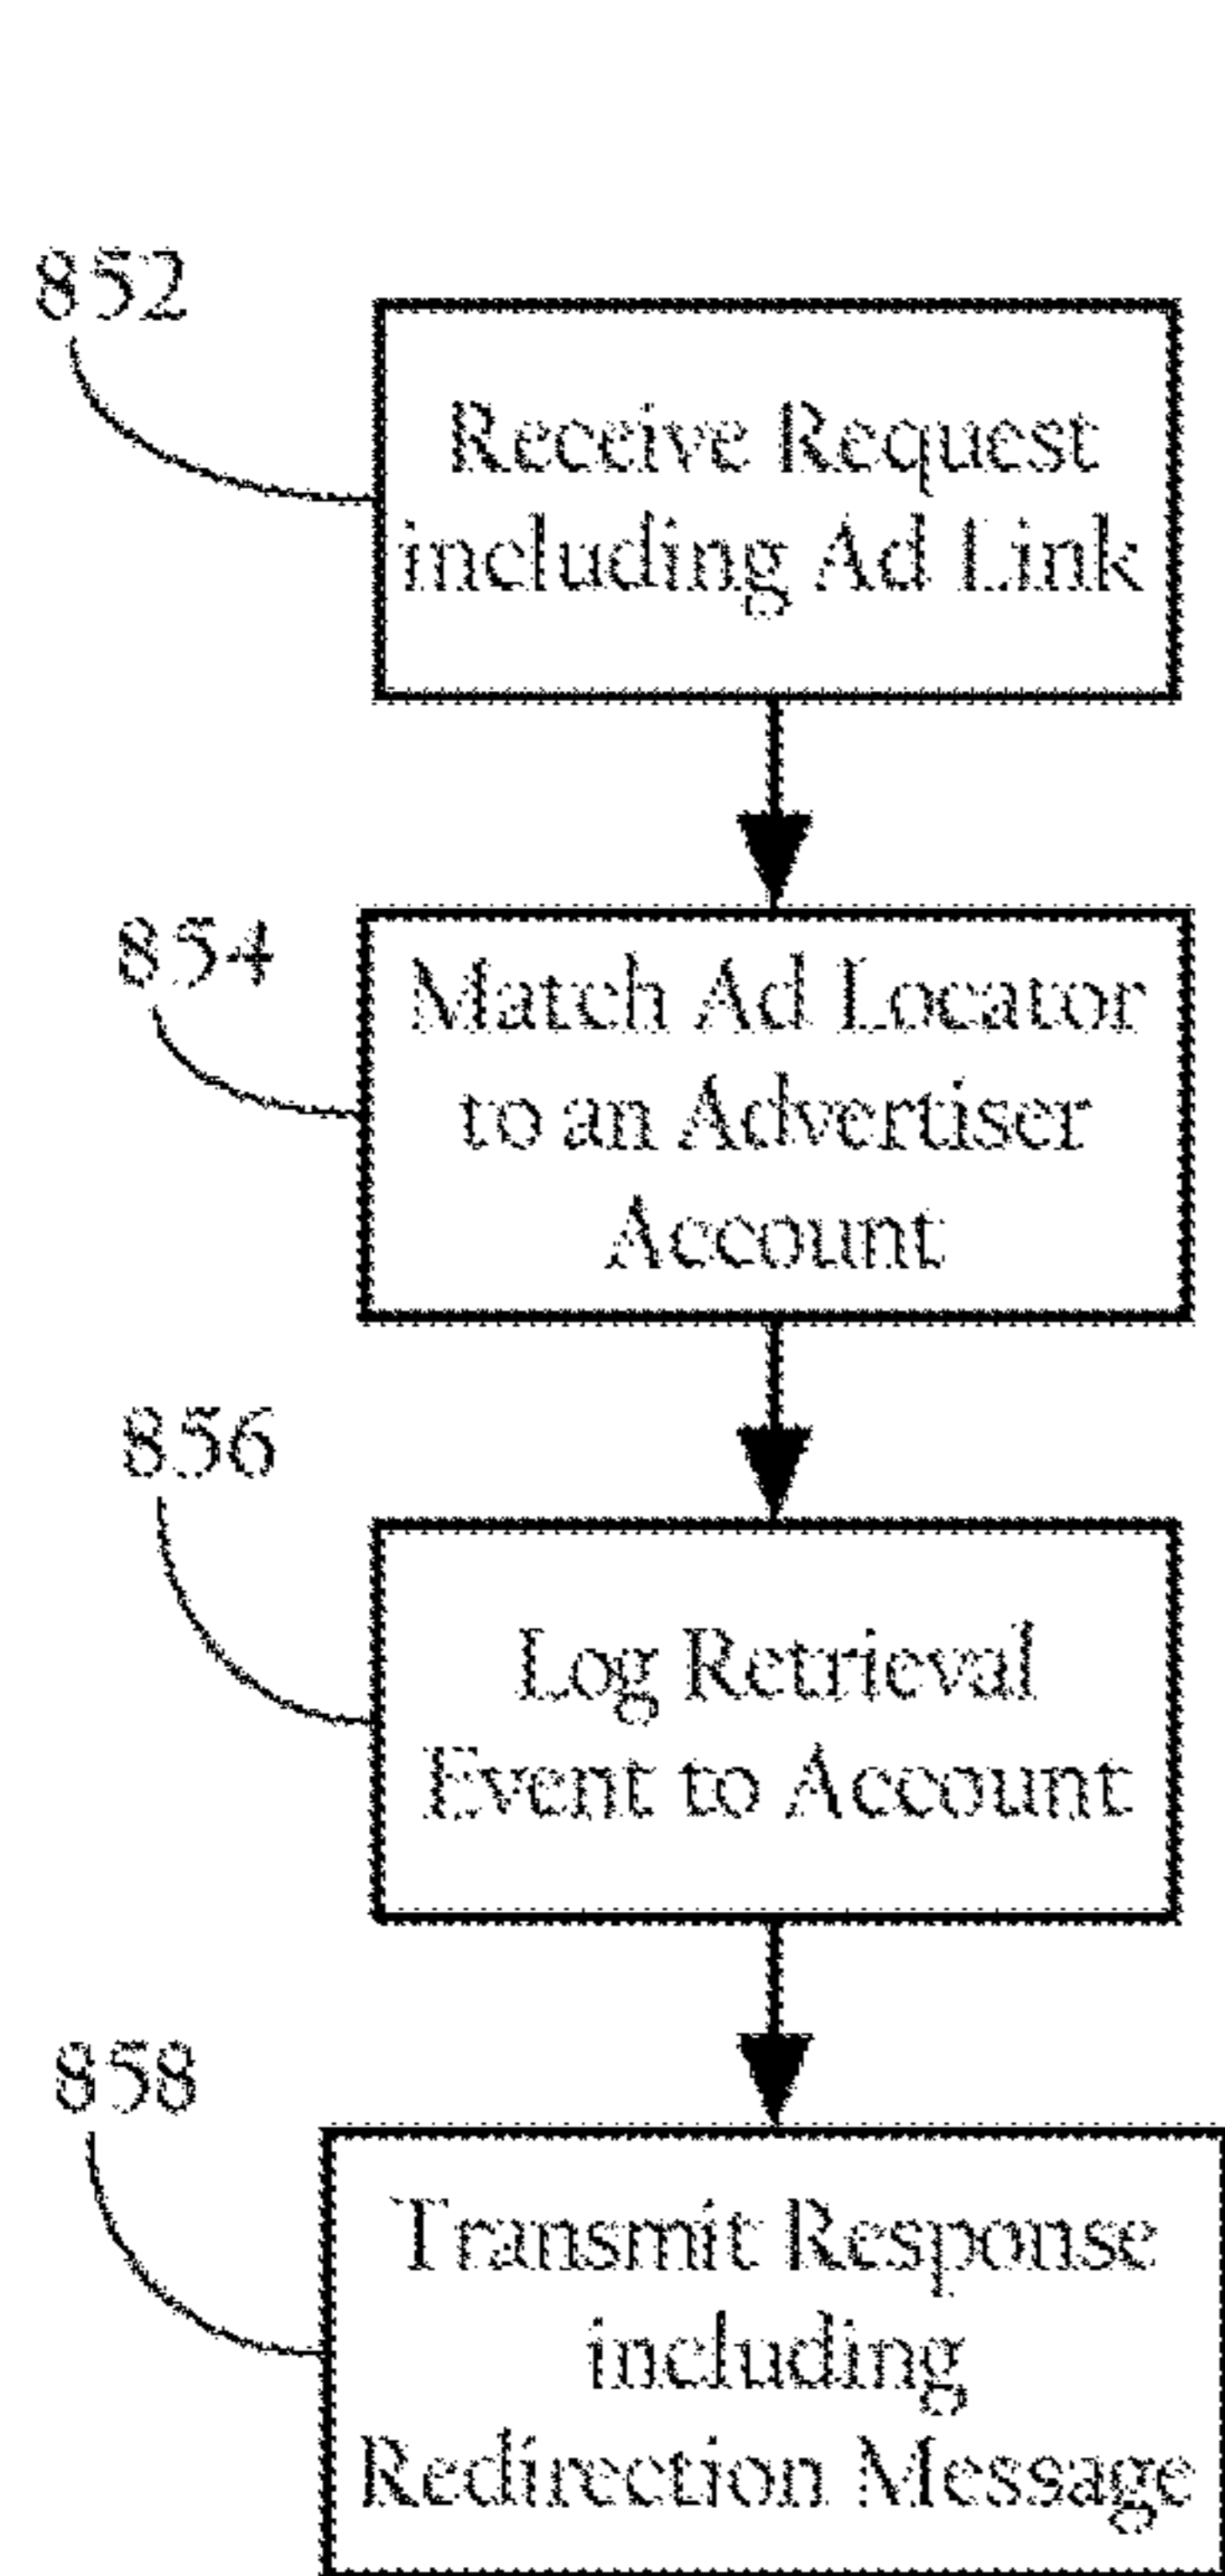 852
Receive Request
including Ad Link
854
Match Ad Locator
to an Advertiser
Account
856
Log Retrieval
Event to Account
858
Transmit Response
including
Redirection Message